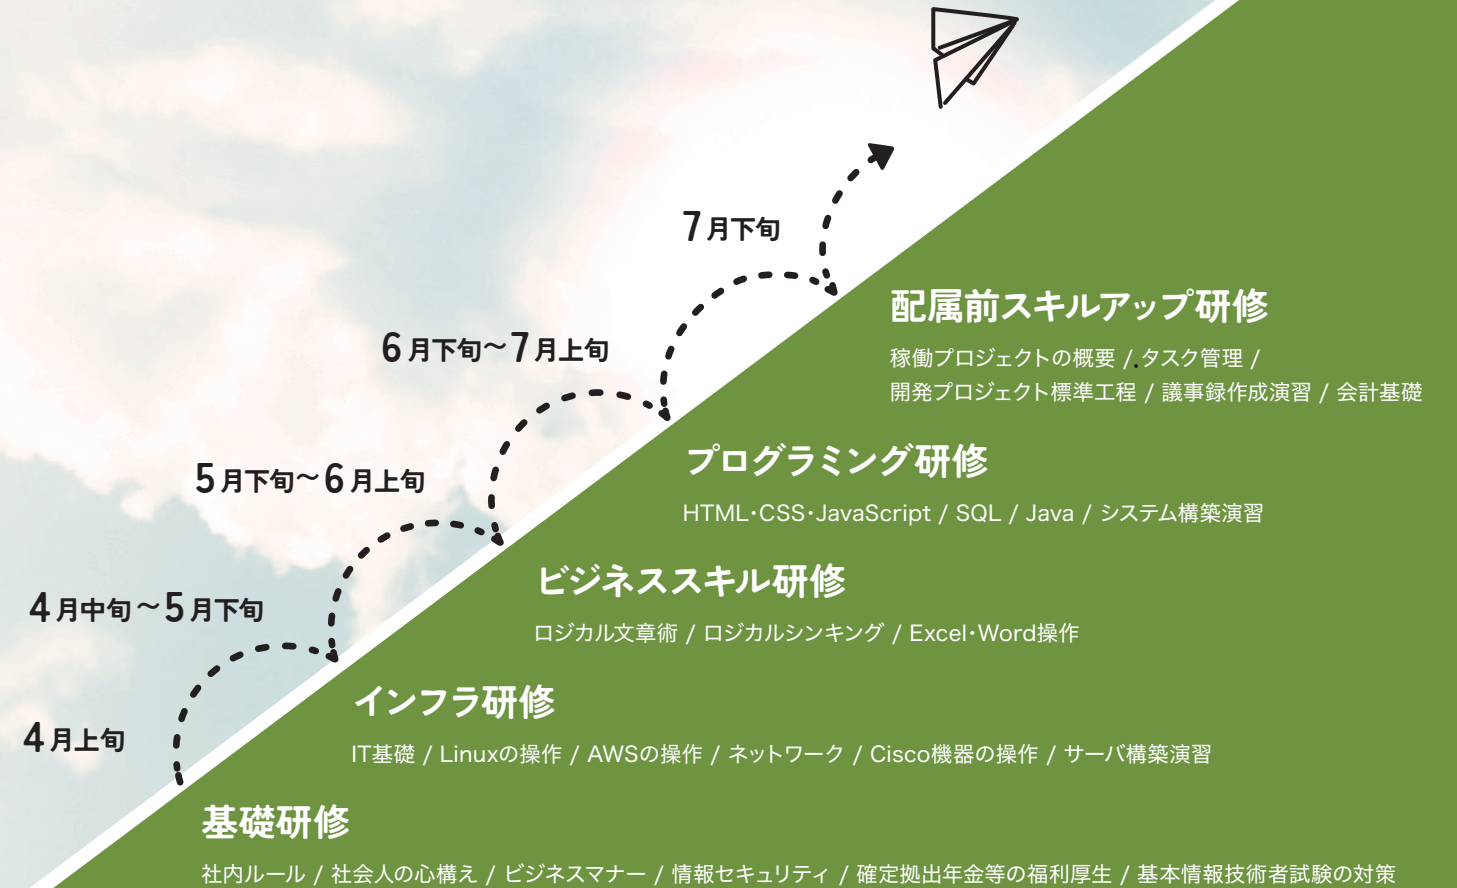 7月下旬
配属前スキルアップ研修
稼働プロジェクトの概要 / タスク管理 /
開発プロジェクト標準工程 / 議事録作成演習 / 会計基礎
6月下旬〜7月上旬
プログラミング研修
HTML・CSS・JavaScript / SQL / Java / システム構築演習
5月下旬〜6月上旬
ビジネススキル研修
ロジカル文章術 / ロジカルシンキング / Excel・Word操作
4月中旬〜5月下旬
インフラ研修
IT基礎 / Linuxの操作 / AWSの操作 / ネットワーク / Cisco機器の操作 / サーバ構築演習
4月上旬
基礎研修
社内ルール / 社会人の心構え / ビジネスマナー / 情報セキュリティ / 確定拠出年金等の福利厚生 / 基本情報技術者試験の対策